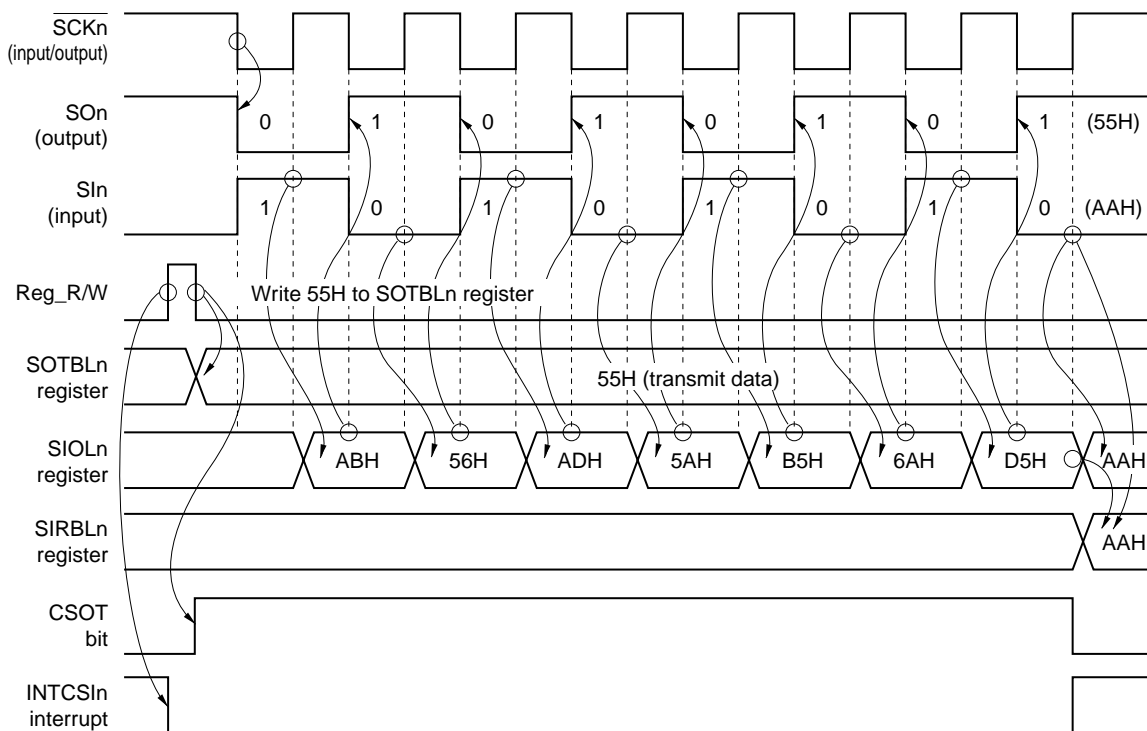 SCKn
(input/output)
SOn
(output)
0 1 0 1 0 1 0 1 (55H)
SIn
(input)
1 0 1 0 1 0 1 0 (AAH)
Reg_R/W
Write 55H to SOTBLn register
SOTBLn
register
55H (transmit data)
SIOLn
register
ABH 56H ADH 5AH B5H 6AH D5H AAH
SIRBLn
register
AAH
CSOT
bit
INTCSIn
interrupt